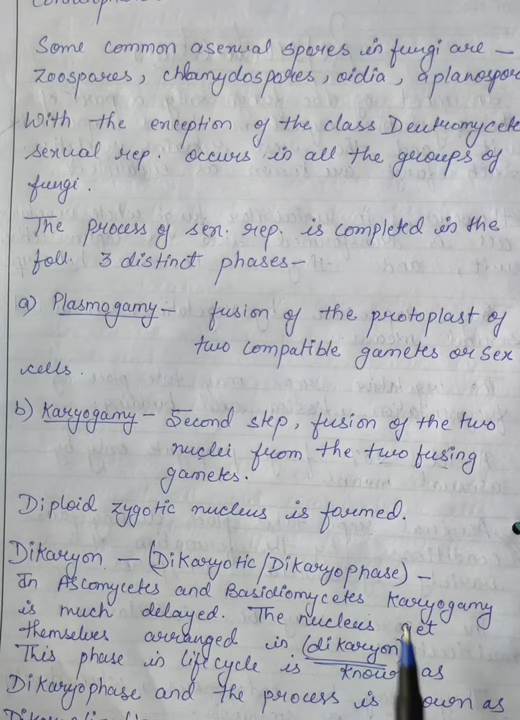 Some common asexual spores in fungi are –
Zoospores, chlamydospores, oidia, aplanospor
With the exception of the class Deutromycete
sexual rep. occurs in all the groups of
fungi.
The process of sex. rep. is completed in the
foll. 3 distinct phases –
a) Plasmogamy – fusion of the protoplast of
two compatible gametes or sex
cells.
b) Karyogamy – Second step, fusion of the two
nuclei from the two fusing
gametes.
Diploid zygotic nucleus is formed.
Dikaryon – (Dikaryotic/Dikaryophase) –
In Ascomycetes and Basidiomycetes Karyogamy
is much delayed. The nucleus get
themselves arranged in (dikaryon
This phase in lifecycle is known as
Dikaryophase and the process is known as